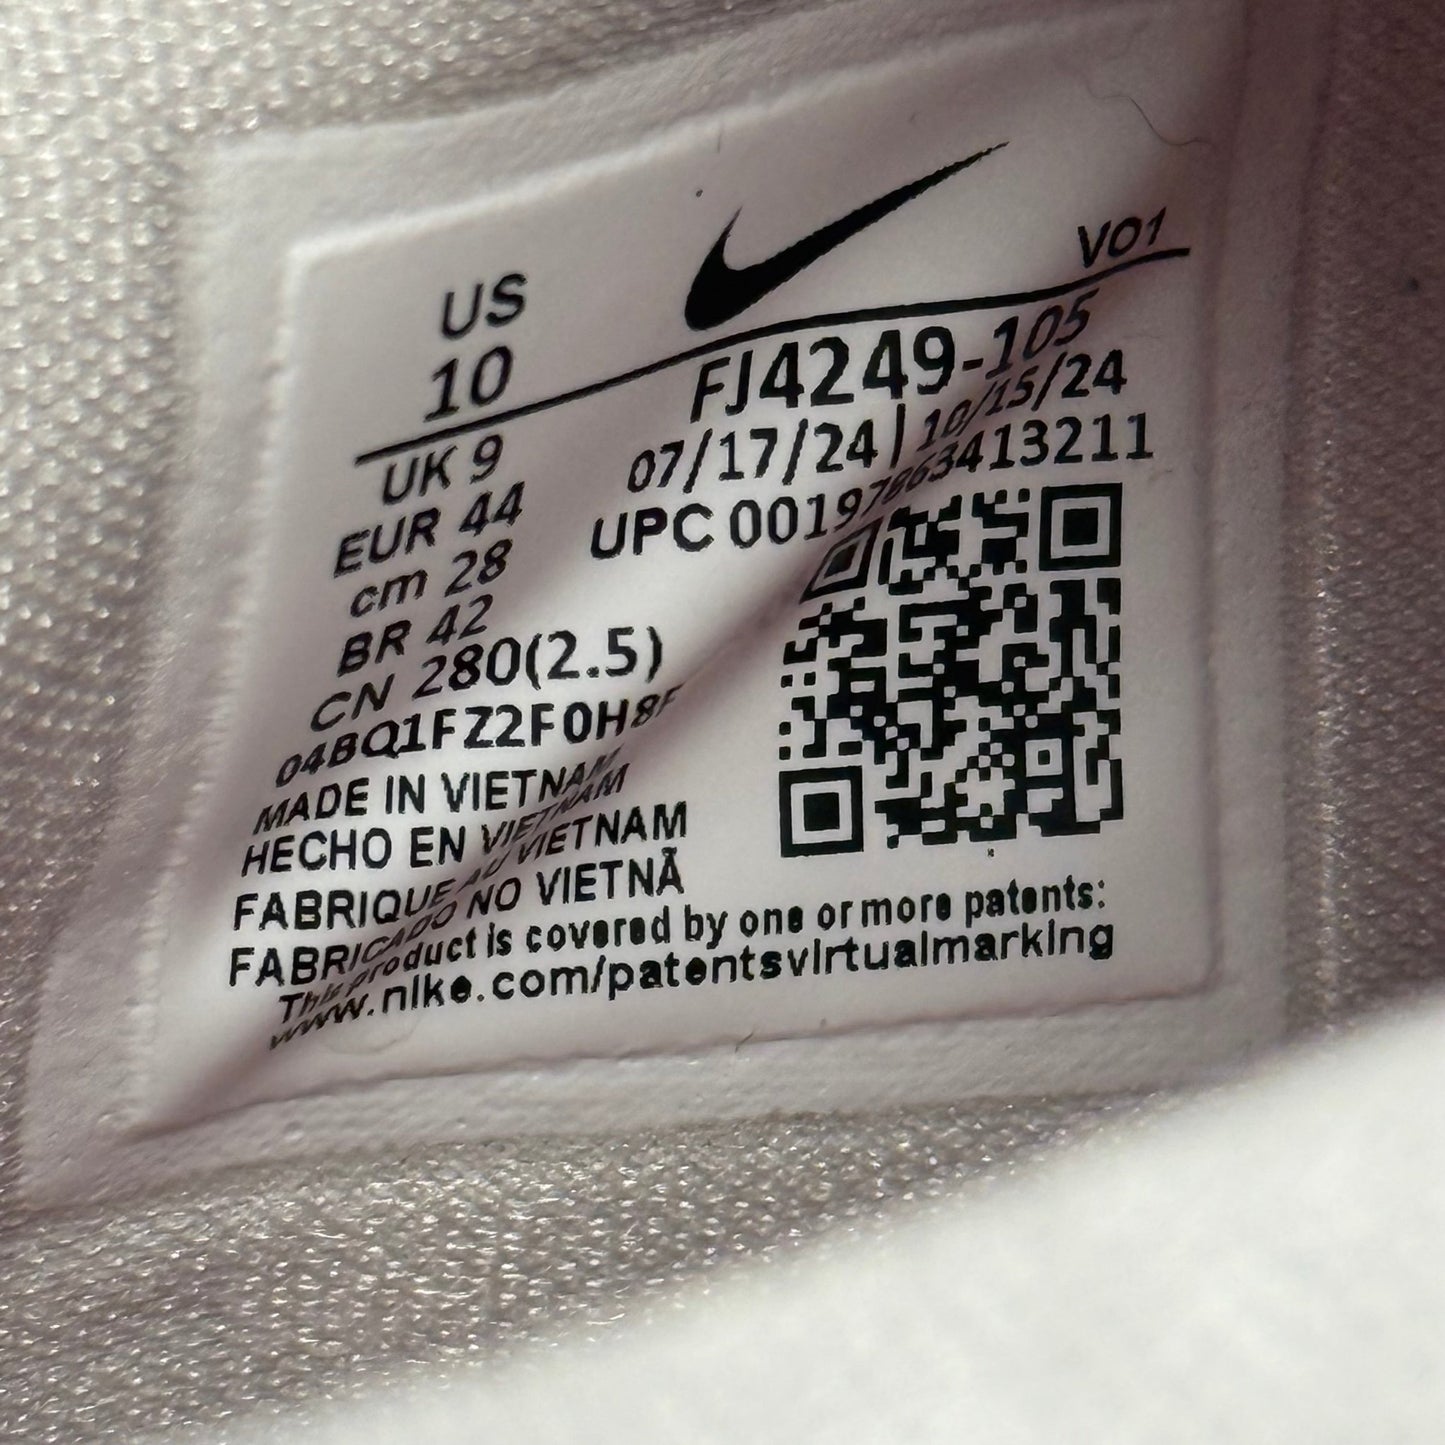 US
10
VO1
FJ4249-105
07/17/24 | 10/15/24
UPC 00197863413211
UK 9
EUR 44
cm 28
BR 42
CN 280(2.5)
MADE IN VIETNAM
HECHO EN VIETNAM
FABRIQUE AU VIETNAM
FABRICADO NO VIETNÃ
This product is covered by one or more patents:
www.nike.com/patentsvirtualmarking